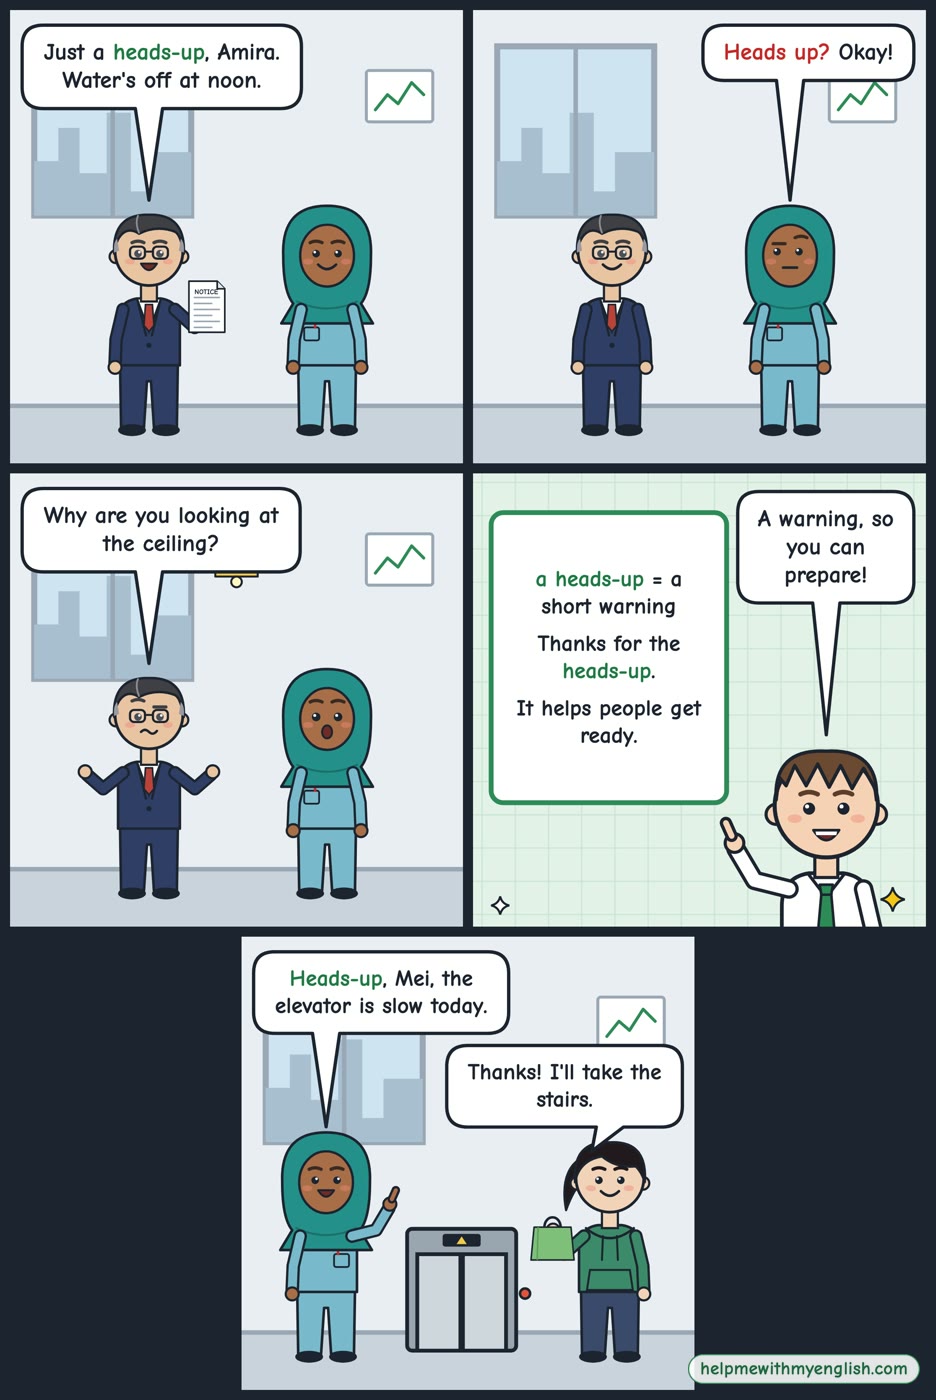 Just a heads-up, Amira.
Water's off at noon.
NOTICE
Heads up? Okay!
Why are you looking at
the ceiling?
a heads-up = a
short warning
Thanks for the
heads-up.
It helps people get
ready.
A warning, so
you can
prepare!
Heads-up, Mei, the
elevator is slow today.
Thanks! I'll take the
stairs.
helpmewithmyenglish.com